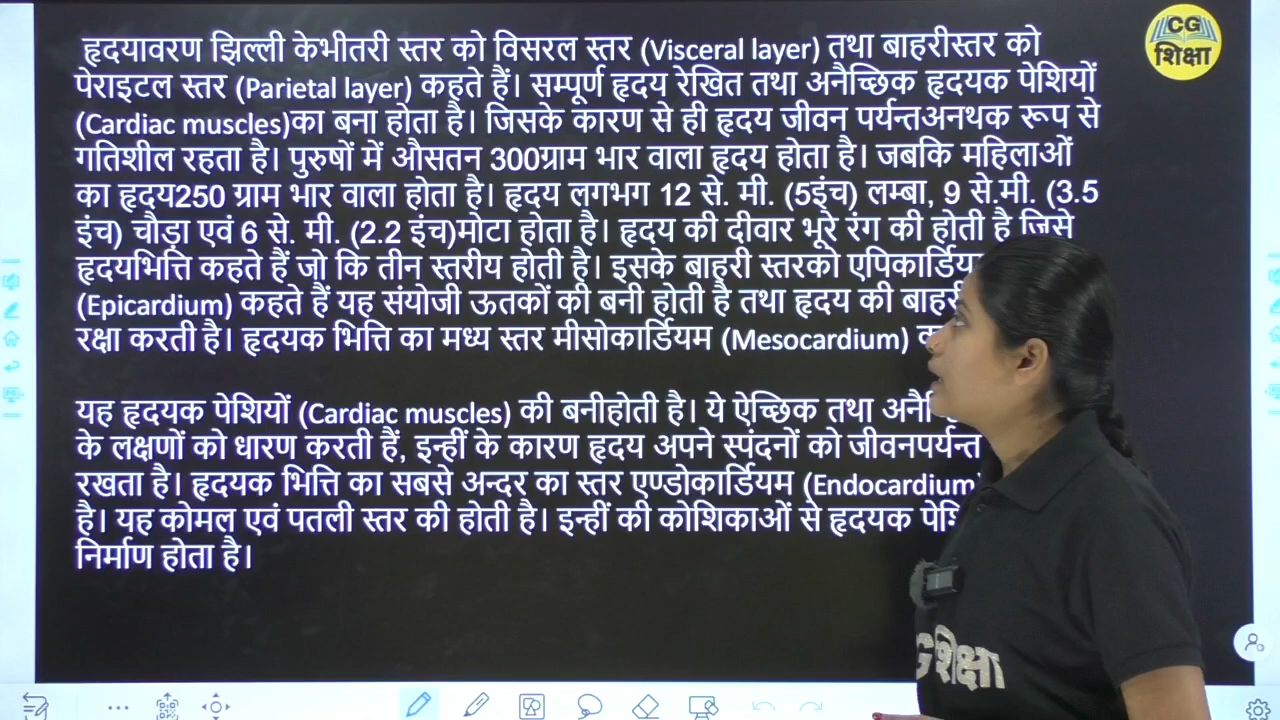 हृदयावरण झिल्ली केभीतरी स्तर को विसरल स्तर (Visceral layer) तथा बाहरीस्तर को
पेराइटल स्तर (Parietal layer) कहते हैं। सम्पूर्ण हृदय रेखित तथा अनैच्छिक हृदयक पेशियों
(Cardiac muscles)का बना होता है। जिसके कारण से ही हृदय जीवन पर्यन्तअनथक रूप से
गतिशील रहता है। पुरुषों में औसतन 300ग्राम भार वाला हृदय होता है। जबकि महिलाओं
का हृदय250 ग्राम भार वाला होता है। हृदय लगभग 12 से. मी. (5इंच) लम्बा, 9 से.मी. (3.5
इंच) चौड़ा एवं 6 से. मी. (2.2 इंच)मोटा होता है। हृदय की दीवार भूरे रंग की होती है जिसे
हृदयभित्ति कहते हैं जो कि तीन स्तरीय होती है। इसके बाहरी स्तरको
(Epicardium) कहते हैं यह संयोजी ऊतकों की बनी होती है तथा हृदय की
रक्षा करती है। हृदयक भित्ति का मध्य स्तर मीसोकार्डियम (Mesocardium)
यह हृदयक पेशियों (Cardiac muscles) की बनीहोती है। ये ऐच्छिक तथा
के लक्षणों को धारण करती हैं, इन्हीं के कारण हृदय अपने स्पंदनों को जीवनपर्यन्त
रखता है। हृदयक भित्ति का सबसे अन्दर का स्तर एण्डोकार्डियम (Endocardium)
है। यह कोमल एवं पतली स्तर की होती है। इन्हीं की कोशिकाओं से हृदयक
निर्माण होता है।
CG
शिक्षा
शिक्षा